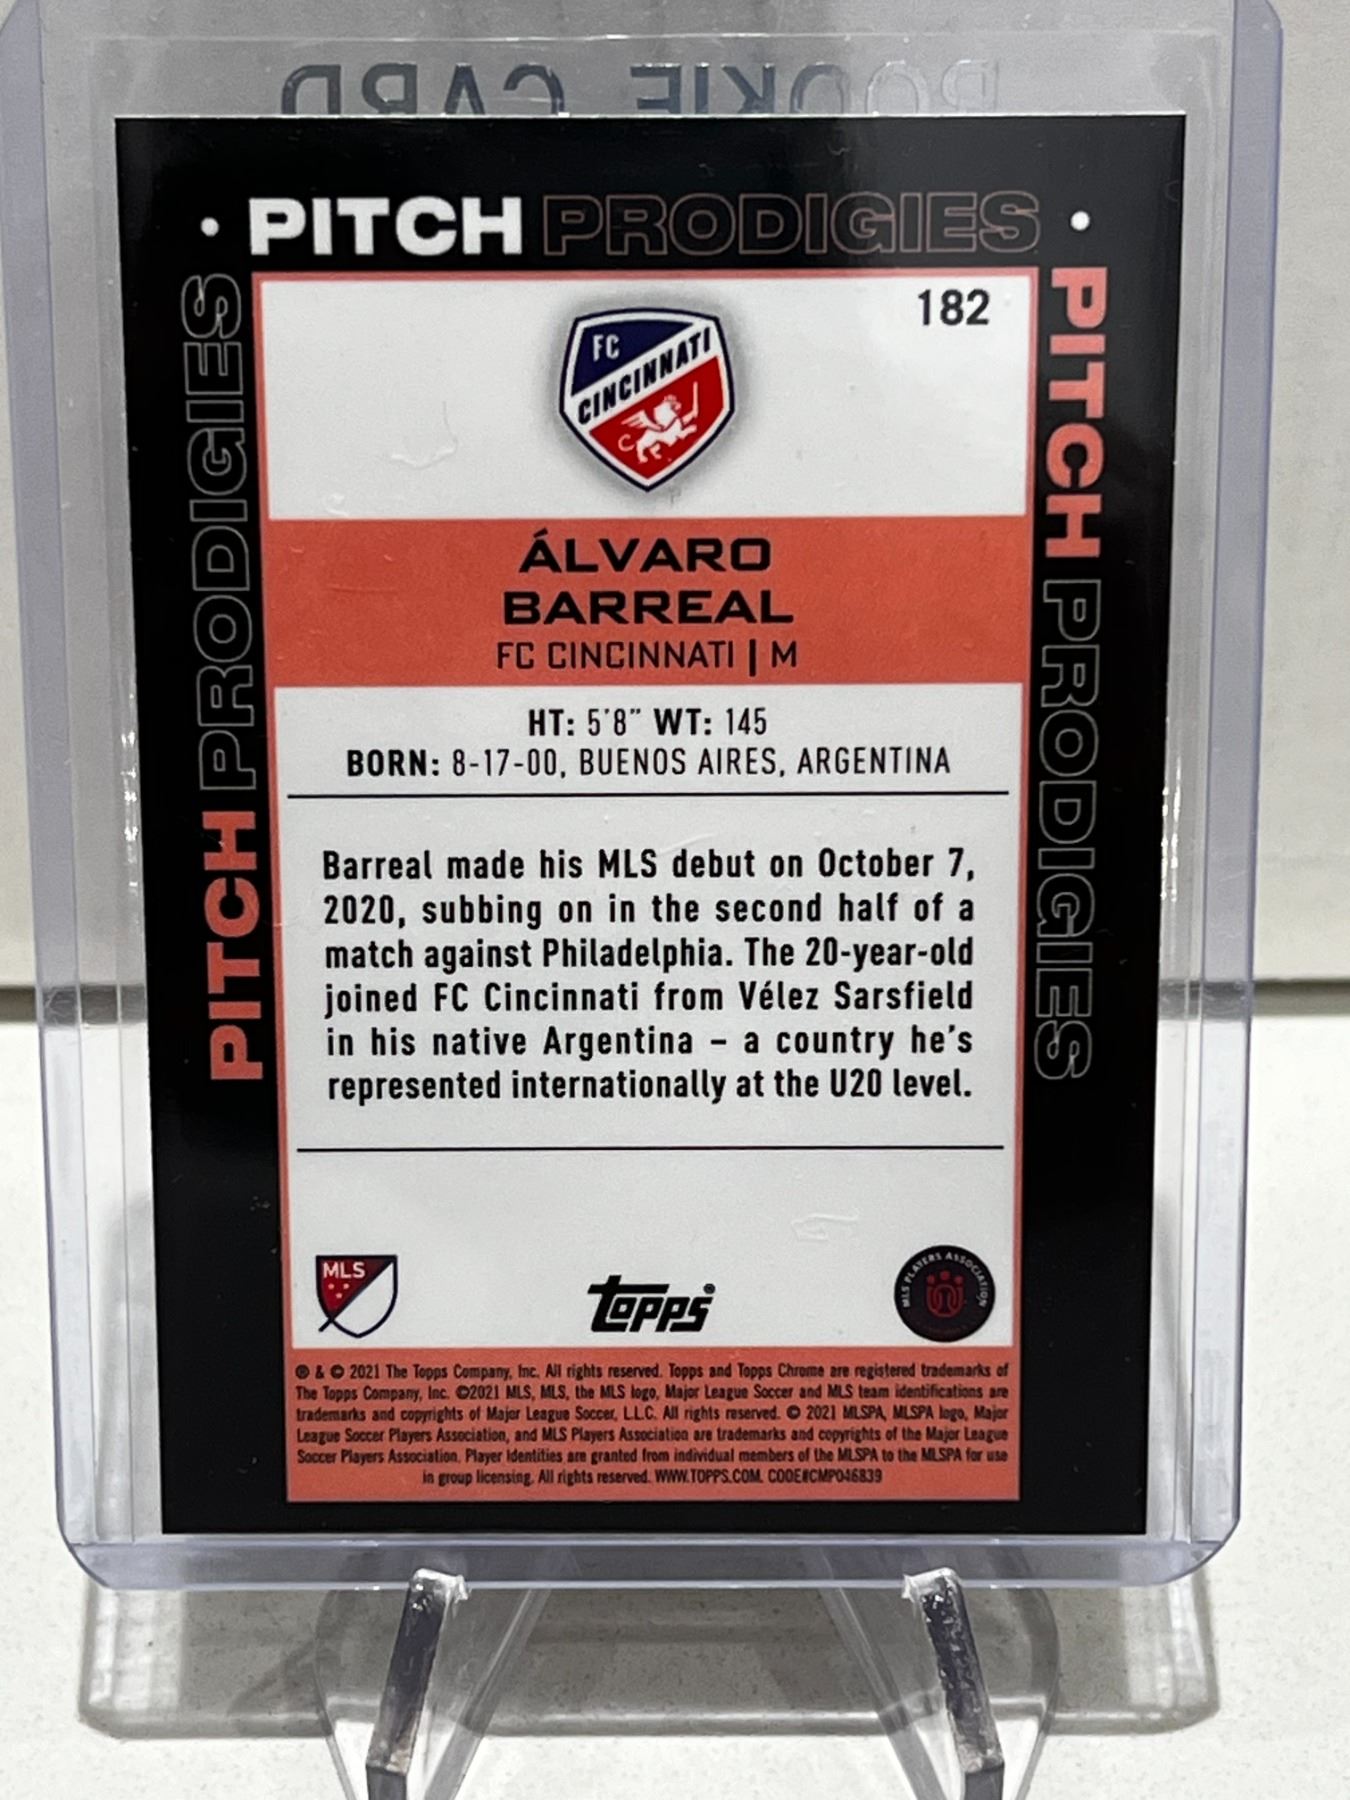 ROOKIE CARD
• PITCH PRODIGIES •
PITCH PRODIGIES
PITCH PRODIGIES
182
FC
CINCINNATI
ÁLVARO
BARREAL
FC CINCINNATI | M
HT: 5'8" WT: 145
BORN: 8-17-00, BUENOS AIRES, ARGENTINA
Barreal made his MLS debut on October 7,
2020, subbing on in the second half of a
match against Philadelphia. The 20-year-old
joined FC Cincinnati from Vélez Sarsfield
in his native Argentina – a country he's
represented internationally at the U20 level.
MLS
topps®
MLS PLAYERS ASSOCIATION
® & © 2021 The Topps Company, Inc. All rights reserved. Topps and Topps Chrome are registered trademarks of
The Topps Company, Inc. ©2021 MLS, MLS, the MLS logo, Major League Soccer and MLS team identifications are
trademarks and copyrights of Major League Soccer, L.L.C. All rights reserved. © 2021 MLSPA, MLSPA logo, Major
League Soccer Players Association, and MLS Players Association are trademarks and copyrights of the Major League
Soccer Players Association. Player Identities are granted from individual members of the MLSPA to the MLSPA for use
in group licensing. All rights reserved. WWW.TOPPS.COM. CODE#CMP046839